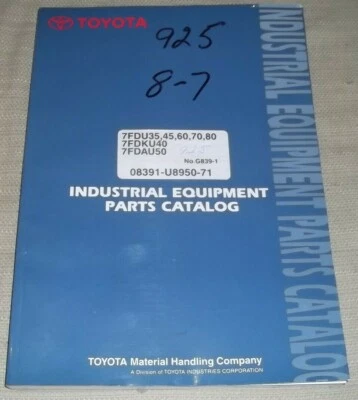 TOYOTA
925
8-7
7FDU35,45,60,70,80
7FDKU40
7FDAU50
No.G839-1
08391-U8950-71
INDUSTRIAL EQUIPMENT
PARTS CATALOG
TOYOTA Material Handling Company
A Division of TOYOTA INDUSTRIES CORPORATION
INDUSTRIAL EQUIPMENT PARTS CATALOG